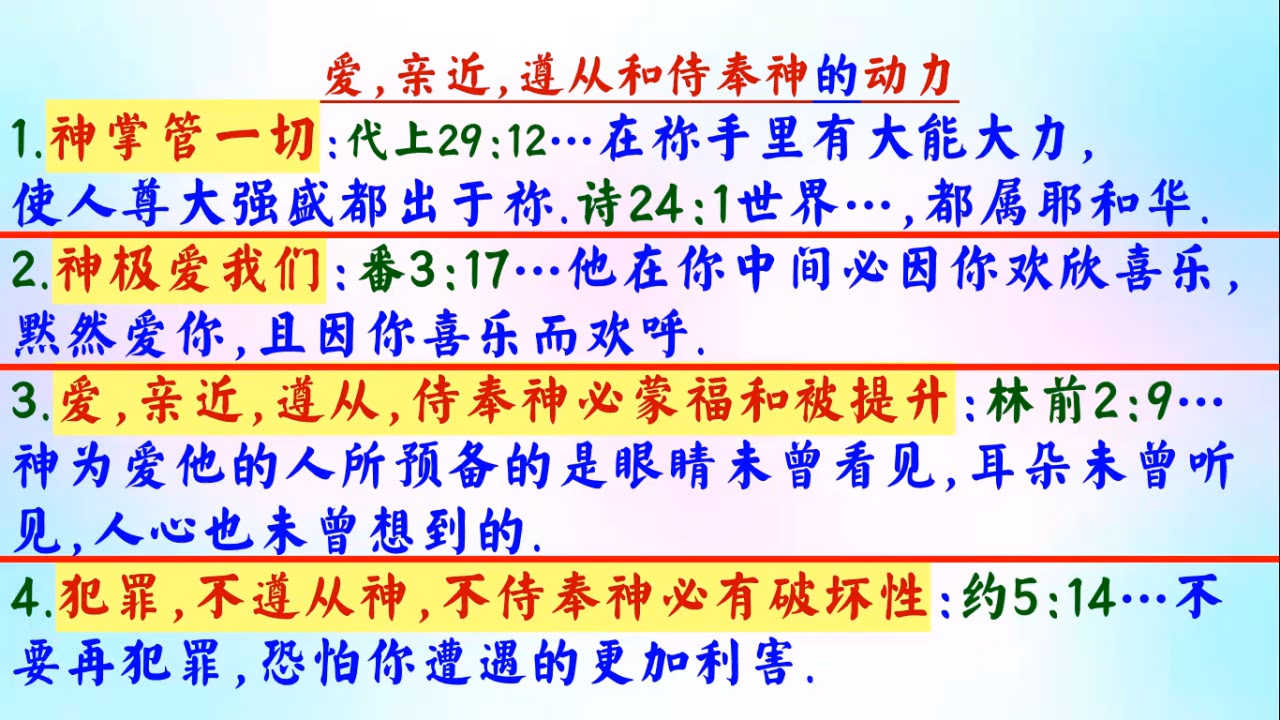 爱,亲近,遵从和侍奉神的动力
1.神掌管一切:代上29:12…在祢手里有大能大力,
使人尊大强盛都出于祢.诗24:1世界…,都属耶和华.
2.神极爱我们:番3:17…他在你中间必因你欢欣喜乐,
默然爱你,且因你喜乐而欢呼.
3.爱,亲近,遵从,侍奉神必蒙福和被提升:林前2:9…
神为爱他的人所预备的是眼睛未曾看见,耳朵未曾听
见,人心也未曾想到的.
4.犯罪,不遵从神,不侍奉神必有破坏性:约5:14…不
要再犯罪,恐怕你遭遇的更加利害.